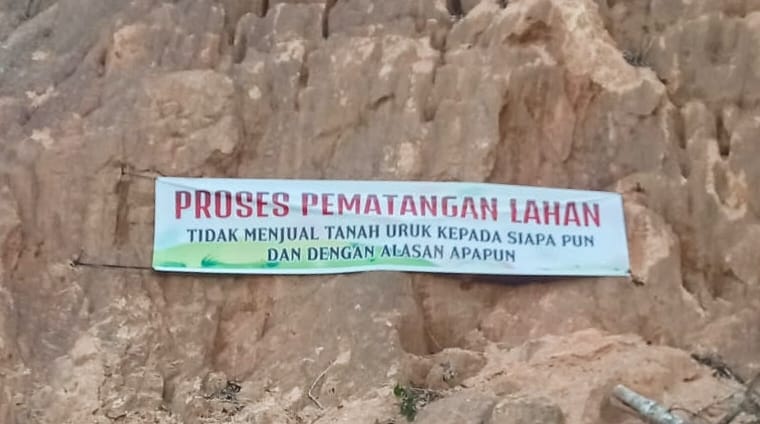 PROSES PEMATANGAN LAHAN
TIDAK MENJUAL TANAH URUK KEPADA SIAPA PUN
DAN DENGAN ALASAN APAPUN